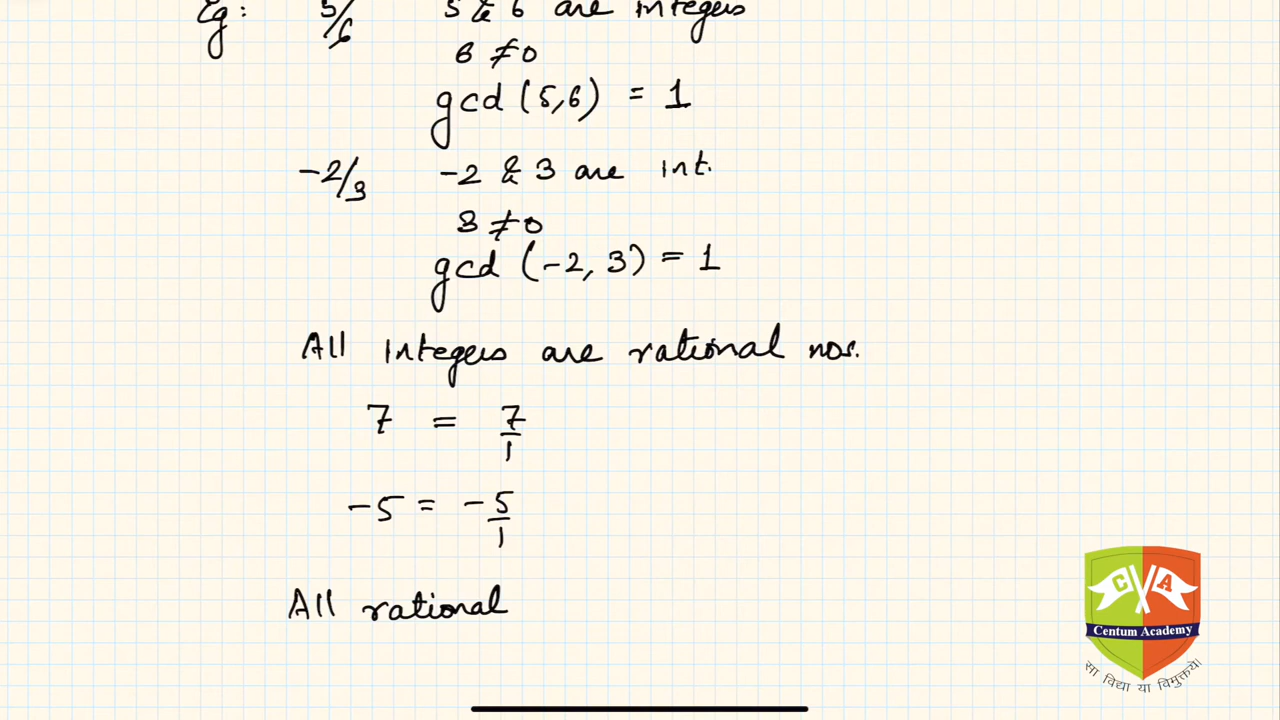 Eg: 5/6 5 & 6 are integers
6 ≠ 0
gcd (5,6) = 1
-2/3 -2 & 3 are int.
3 ≠ 0
gcd (-2, 3) = 1
All integers are rational nos.
7 = 7/1
-5 = -5/1
All rational
C A
Centum Academy
सा विद्या या विमुक्तये।